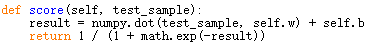 def score(self, test_sample):
    result = numpy.dot(test_sample, self.w) + self.b
    return 1 / (1 + math.exp(-result))